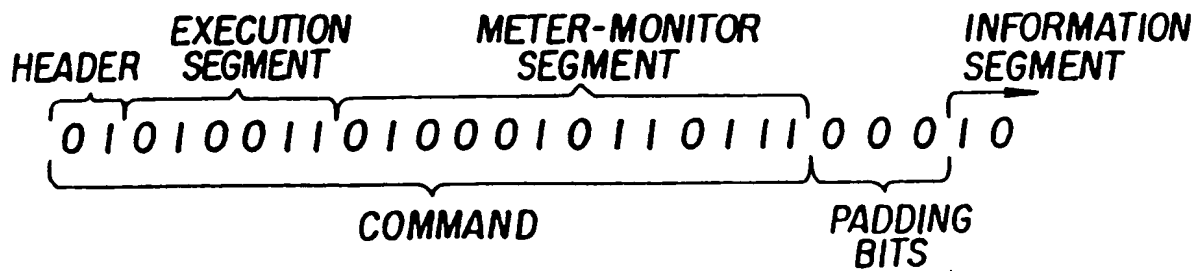 EXECUTION SEGMENT
METER-MONITOR SEGMENT
INFORMATION SEGMENT
HEADER
0 1 0 1 0 0 1 1 0 1 0 0 0 1 0 1 1 0 1 1 1 0 0 0 1 0
COMMAND
PADDING
BITS